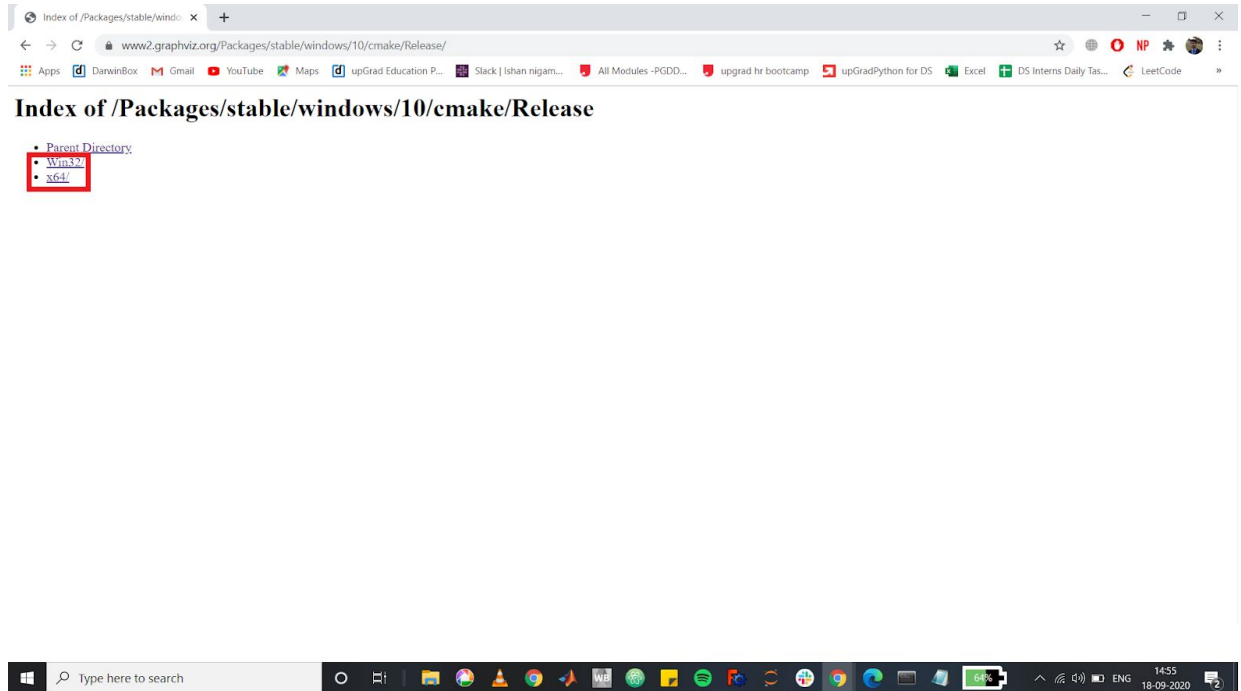 Index of /Packages/stable/windo
www2.graphviz.org/Packages/stable/windows/10/cmake/Release/
NP
Apps DarwinBox Gmail YouTube Maps upGrad Education P... Slack | Ishan nigam... All Modules -PGDD... upgrad hr bootcamp upGradPython for DS Excel DS Interns Daily Tas... LeetCode »
Index of /Packages/stable/windows/10/cmake/Release
Parent Directory
Win32/
x64/
Type here to search
WB
64%
ENG
14:55
18-09-2020
2